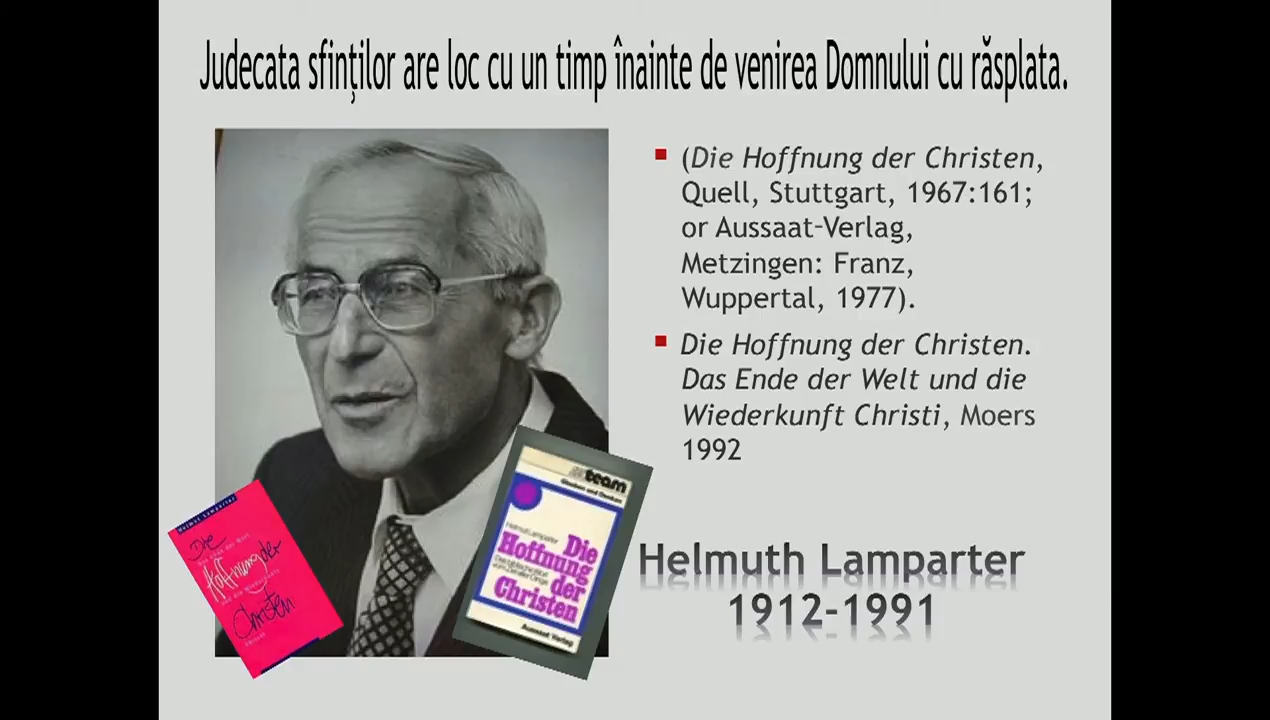 Judecata sfinților are loc cu un timp înainte de venirea Domnului cu răsplata.
(Die Hoffnung der Christen,
Quell, Stuttgart, 1967:161;
or Aussaat-Verlag,
Metzingen: Franz,
Wuppertal, 1977).
Die Hoffnung der Christen.
Das Ende der Welt und die
Wiederkunft Christi, Moers
1992
Helmuth Lamparter
1912-1991
Helmut Lamparter
Die
Hoffnung der
Christen
team
Glauben und Denken
Helmut Lamparter
Die
Hoffnung
der
Christen
Aussaat Verlag